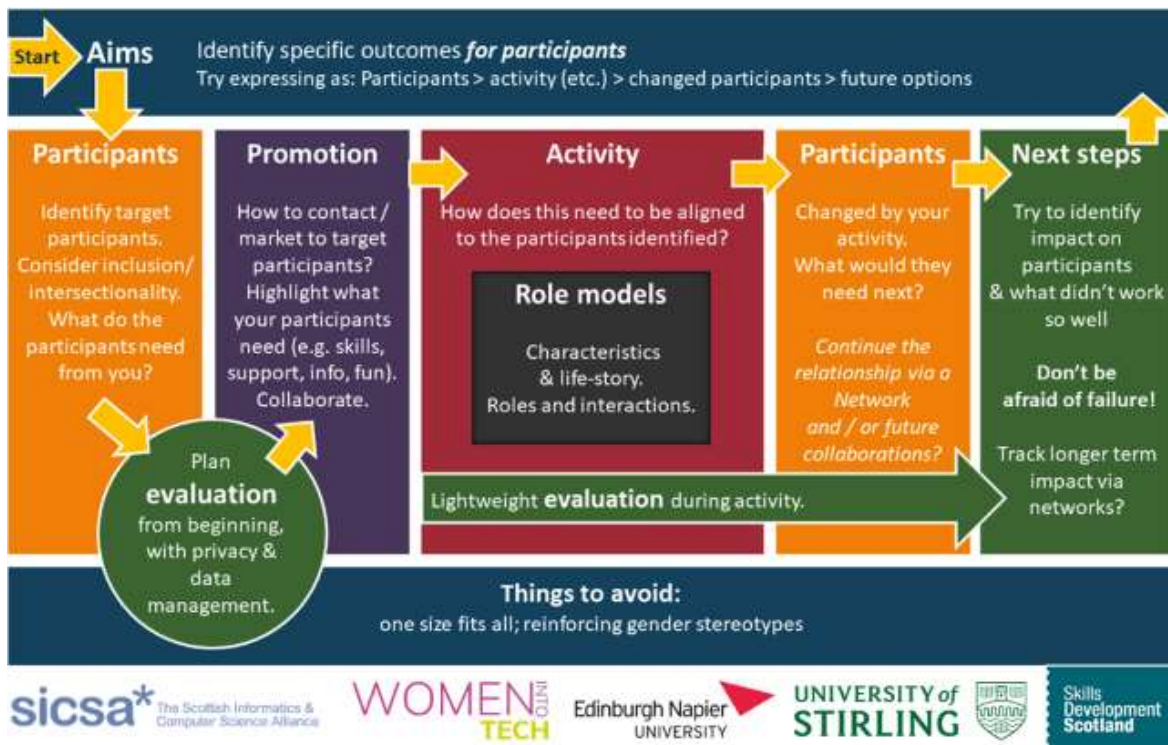 Start
Aims
Identify specific outcomes for participants
Try expressing as: Participants > activity (etc.) > changed participants > future options
Participants
Identify target
participants.
Consider inclusion/
intersectionality.
What do the
participants need
from you?
Plan
evaluation
from beginning,
with privacy &
data
management.
Promotion
How to contact /
market to target
participants?
Highlight what
your participants
need (e.g. skills,
support, info, fun).
Collaborate.
Activity
How does this need to be aligned
to the participants identified?
Role models
Characteristics
& life-story.
Roles and interactions.
Lightweight evaluation during activity.
Participants
Changed by your
activity.
What would they
need next?
Continue the
relationship via a
Network
and / or future
collaborations?
Next steps
Try to identify
impact on
participants
& what didn't work
so well
Don't be
afraid of failure!
Track longer term
impact via
networks?
Things to avoid:
one size fits all; reinforcing gender stereotypes
sicsa*
The Scottish Informatics &
Computer Science Alliance
WOMEN INTO
TECH
Edinburgh Napier
UNIVERSITY
UNIVERSITY of
STIRLING
Skills
Development
Scotland